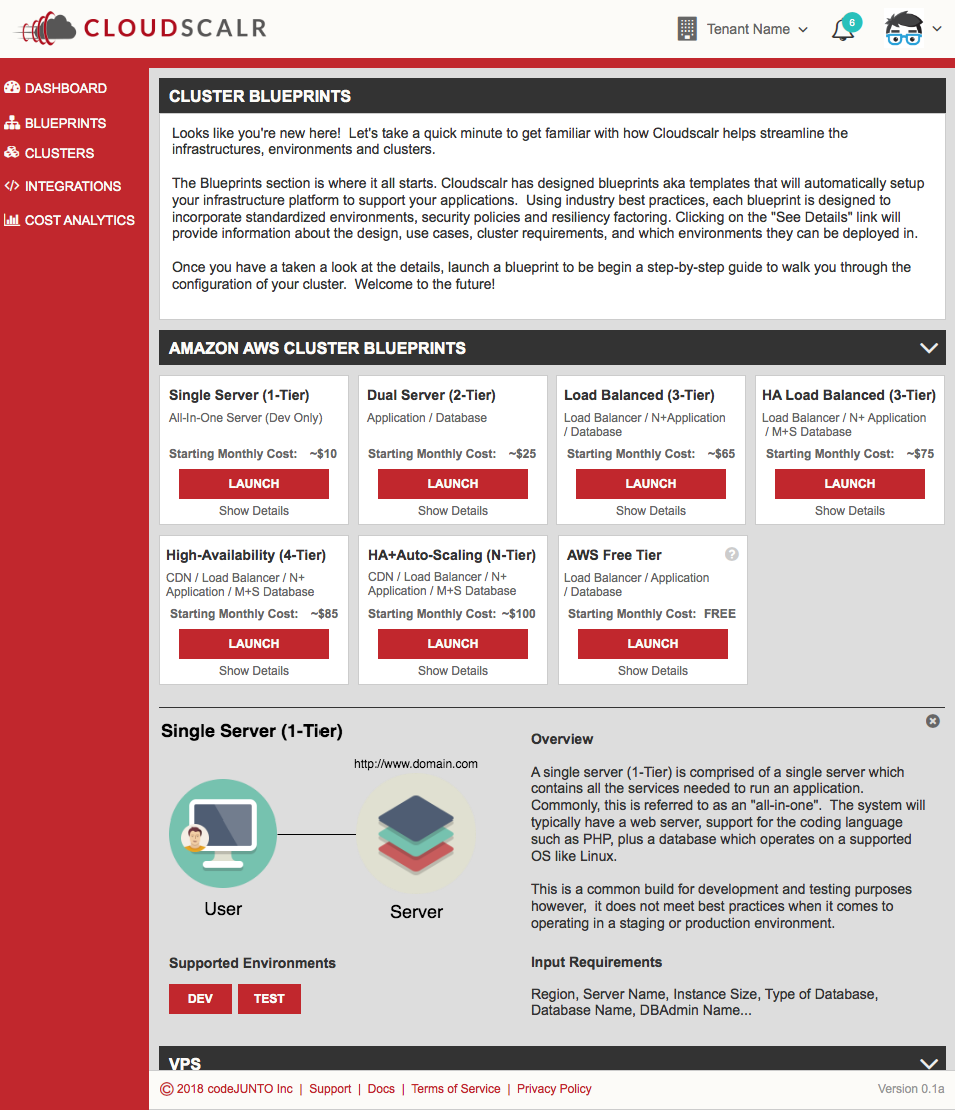 CLOUDSCALR
Tenant Name
6
DASHBOARD
BLUEPRINTS
CLUSTERS
INTEGRATIONS
COST ANALYTICS
CLUSTER BLUEPRINTS
Looks like you're new here!  Let's take a quick minute to get familiar with how Cloudscalr helps streamline the
infrastructures, environments and clusters.
The Blueprints section is where it all starts. Cloudscalr has designed blueprints aka templates that will automatically setup
your infrastructure platform to support your applications.  Using industry best practices, each blueprint is designed to
incorporate standardized environments, security policies and resiliency factoring. Clicking on the "See Details" link will
provide information about the design, use cases, cluster requirements, and which environments they can be deployed in.
Once you have a taken a look at the details, launch a blueprint to be begin a step-by-step guide to walk you through the
configuration of your cluster.  Welcome to the future!
AMAZON AWS CLUSTER BLUEPRINTS
Single Server (1-Tier)
All-In-One Server (Dev Only)
Starting Monthly Cost: ~$10
LAUNCH
Show Details
Dual Server (2-Tier)
Application / Database
Starting Monthly Cost: ~$25
LAUNCH
Show Details
Load Balanced (3-Tier)
Load Balancer / N+Application
/ Database
Starting Monthly Cost: ~$65
LAUNCH
Show Details
HA Load Balanced (3-Tier)
Load Balancer / N+ Application
/ M+S Database
Starting Monthly Cost: ~$75
LAUNCH
Show Details
High-Availability (4-Tier)
CDN / Load Balancer / N+
Application / M+S Database
Starting Monthly Cost: ~$85
LAUNCH
Show Details
HA+Auto-Scaling (N-Tier)
CDN / Load Balancer / N+
Application / M+S Database
Starting Monthly Cost: ~$100
LAUNCH
Show Details
AWS Free Tier
?
Load Balancer / Application
/ Database
Starting Monthly Cost: FREE
LAUNCH
Show Details
Single Server (1-Tier)
http://www.domain.com
User
Server
Supported Environments
DEV
TEST
Overview
A single server (1-Tier) is comprised of a single server which
contains all the services needed to run an application.
Commonly, this is referred to as an "all-in-one".  The system will
typically have a web server, support for the coding language
such as PHP, plus a database which operates on a supported
OS like Linux.
This is a common build for development and testing purposes
however,  it does not meet best practices when it comes to
operating in a staging or production environment.
Input Requirements
Region, Server Name, Instance Size, Type of Database,
Database Name, DBAdmin Name...
VPS
© 2018 codeJUNTO Inc | Support | Docs | Terms of Service | Privacy Policy
Version 0.1a